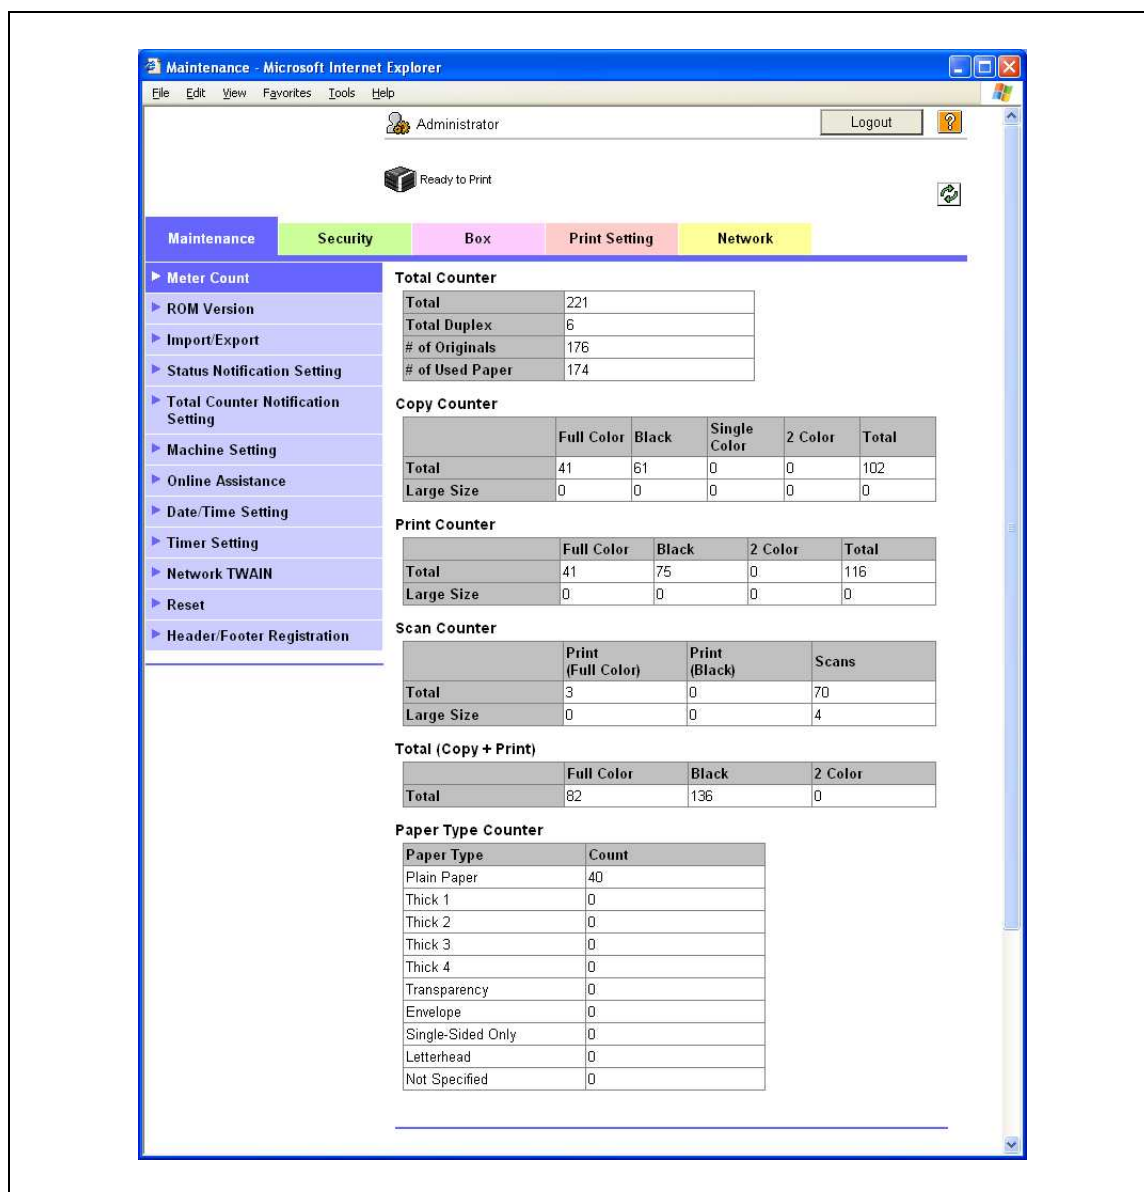 Maintenance - Microsoft Internet Explorer
File Edit View Favorites Tools Help
Administrator
Logout
Ready to Print
Maintenance Security Box Print Setting Network
Meter Count
ROM Version
Import/Export
Status Notification Setting
Total Counter Notification
Setting
Machine Setting
Online Assistance
Date/Time Setting
Timer Setting
Network TWAIN
Reset
Header/Footer Registration
Total Counter
Total 221
Total Duplex 6
# of Originals 176
# of Used Paper 174
Copy Counter
Full Color Black Single Color 2 Color Total
Total 41 61 0 0 102
Large Size 0 0 0 0 0
Print Counter
Full Color Black 2 Color Total
Total 41 75 0 116
Large Size 0 0 0 0
Scan Counter
Print (Full Color) Print (Black) Scans
Total 3 0 70
Large Size 0 0 4
Total (Copy + Print)
Full Color Black 2 Color
Total 82 136 0
Paper Type Counter
Paper Type Count
Plain Paper 40
Thick 1 0
Thick 2 0
Thick 3 0
Thick 4 0
Transparency 0
Envelope 0
Single-Sided Only 0
Letterhead 0
Not Specified 0